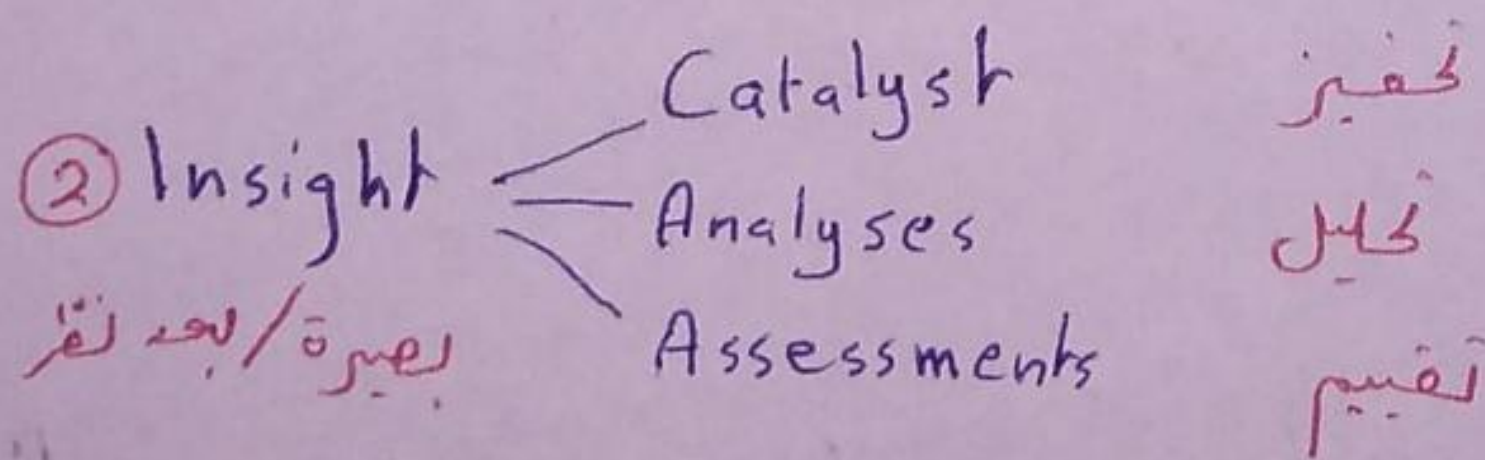 Catalyst تحفيز
② Insight
Analyses تحليل
بصيرة / بعد نظر
Assessments تقييم